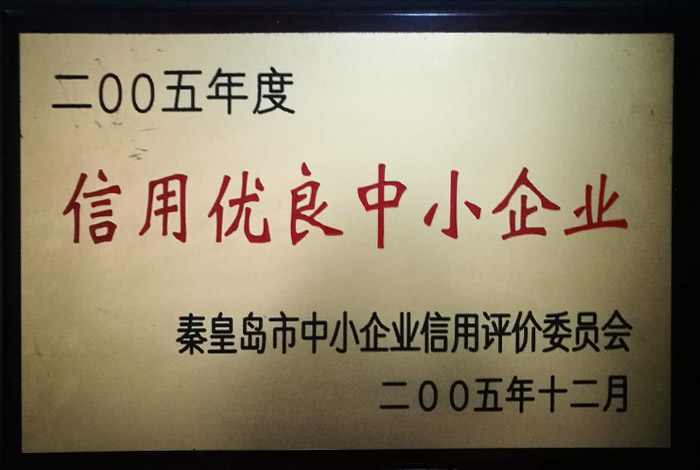 二00五年度
信用优良中小企业
秦皇岛市中小企业信用评价委员会
二00五年十二月